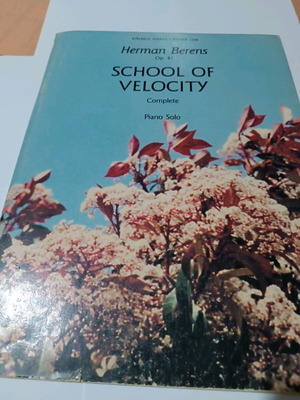 Herman Berens
Op. 61
SCHOOL OF
VELOCITY
Complete
Piano Solo